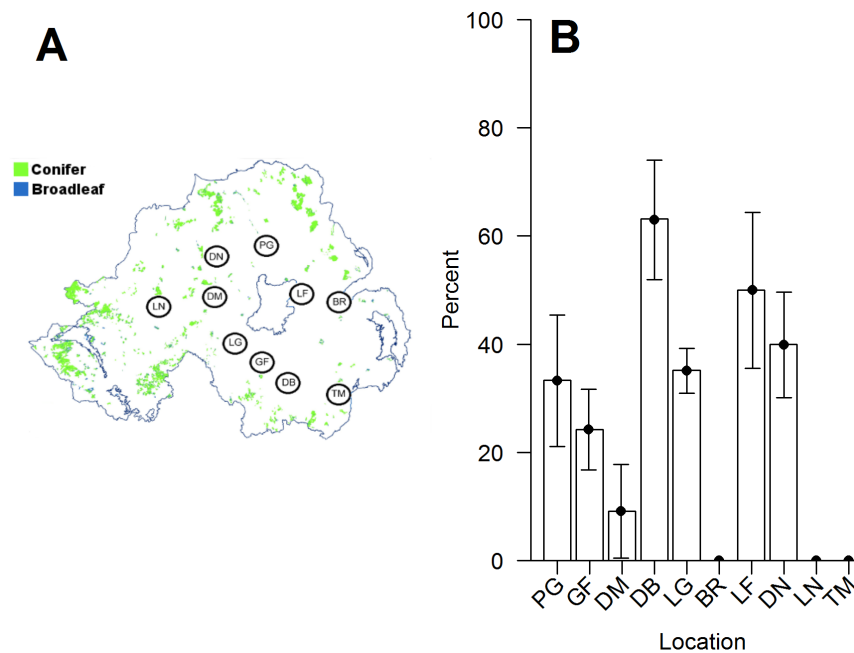 A
Conifer
Broadleaf
PG
DN
DM
LF
LN
BR
LG
GF
DB
TM
B
100
80
60
40
20
0
Percent
PG GF DM DB LG BR LF DN LN TM
Location